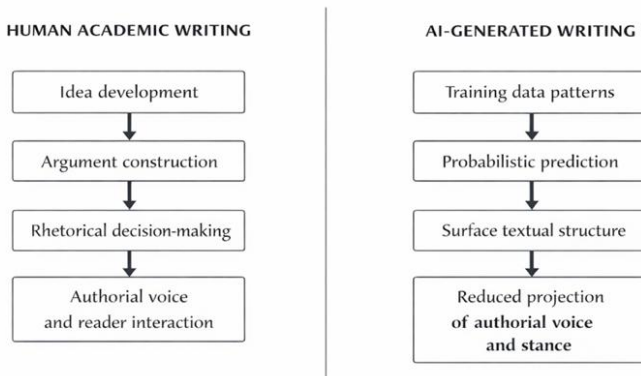 HUMAN ACADEMIC WRITING
Idea development
Argument construction
Rhetorical decision-making
Authorial voice
and reader interaction
AI-GENERATED WRITING
Training data patterns
Probabilistic prediction
Surface textual structure
Reduced projection
of authorial voice
and stance